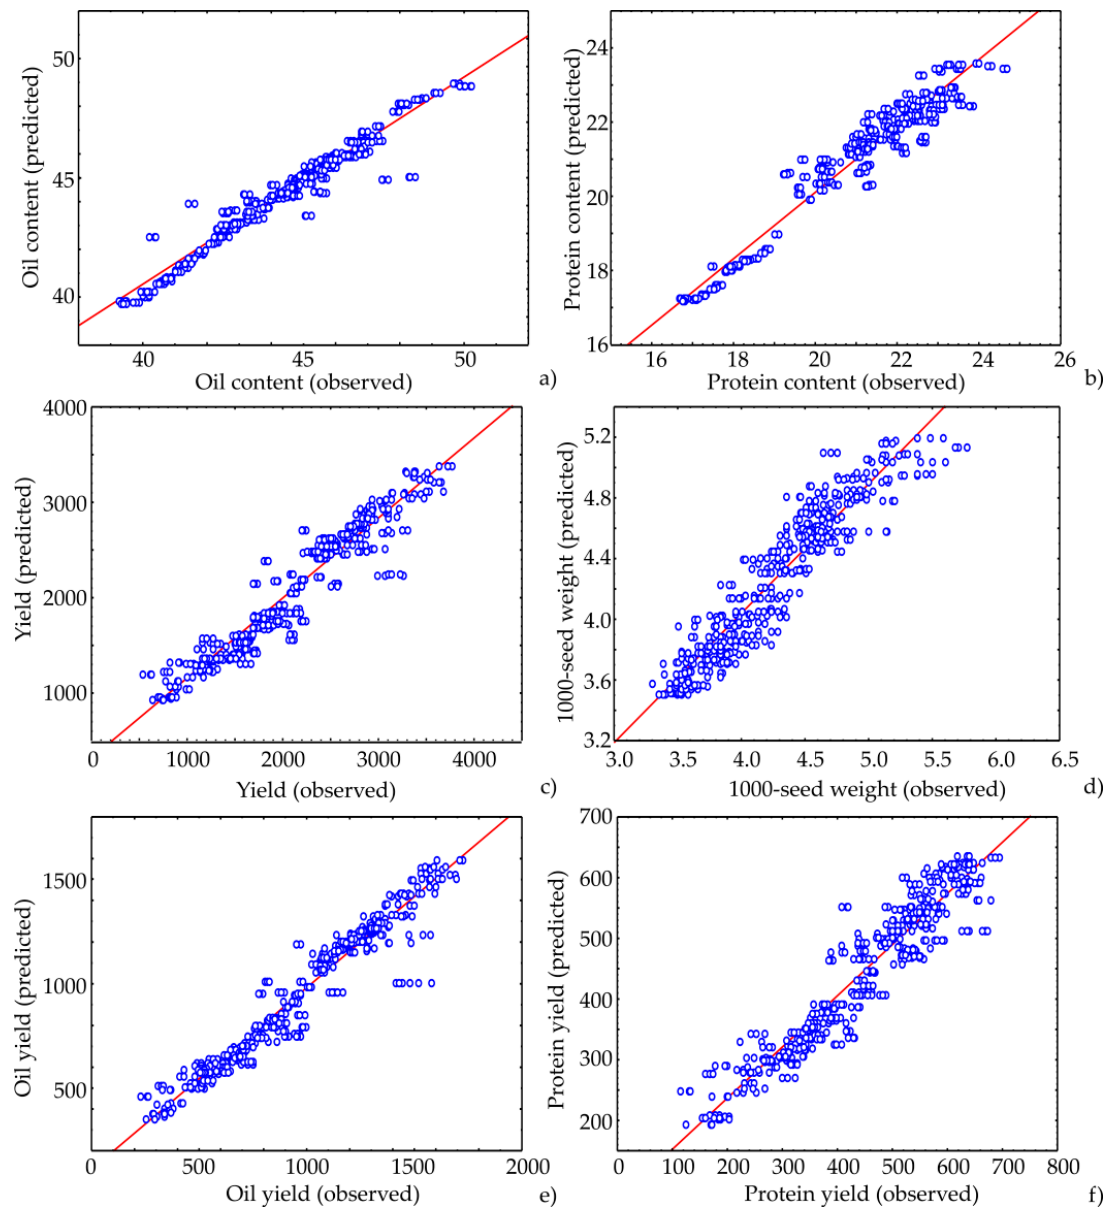 50
45
40
Oil content (predicted)
40 45 50
Oil content (observed)
a)
24
22
20
18
16
Protein content (predicted)
16 18 20 22 24 26
Protein content (observed)
b)
4000
3000
2000
1000
Yield (predicted)
0 1000 2000 3000 4000
Yield (observed)
c)
5.2
4.8
4.4
4.0
3.6
3.2
1000-seed weight (predicted)
3.0 3.5 4.0 4.5 5.0 5.5 6.0 6.5
1000-seed weight (observed)
d)
1500
1000
500
Oil yield (predicted)
0 500 1000 1500 2000
Oil yield (observed)
e)
700
600
500
400
300
200
Protein yield (predicted)
0 100 200 300 400 500 600 700 800
Protein yield (observed)
f)